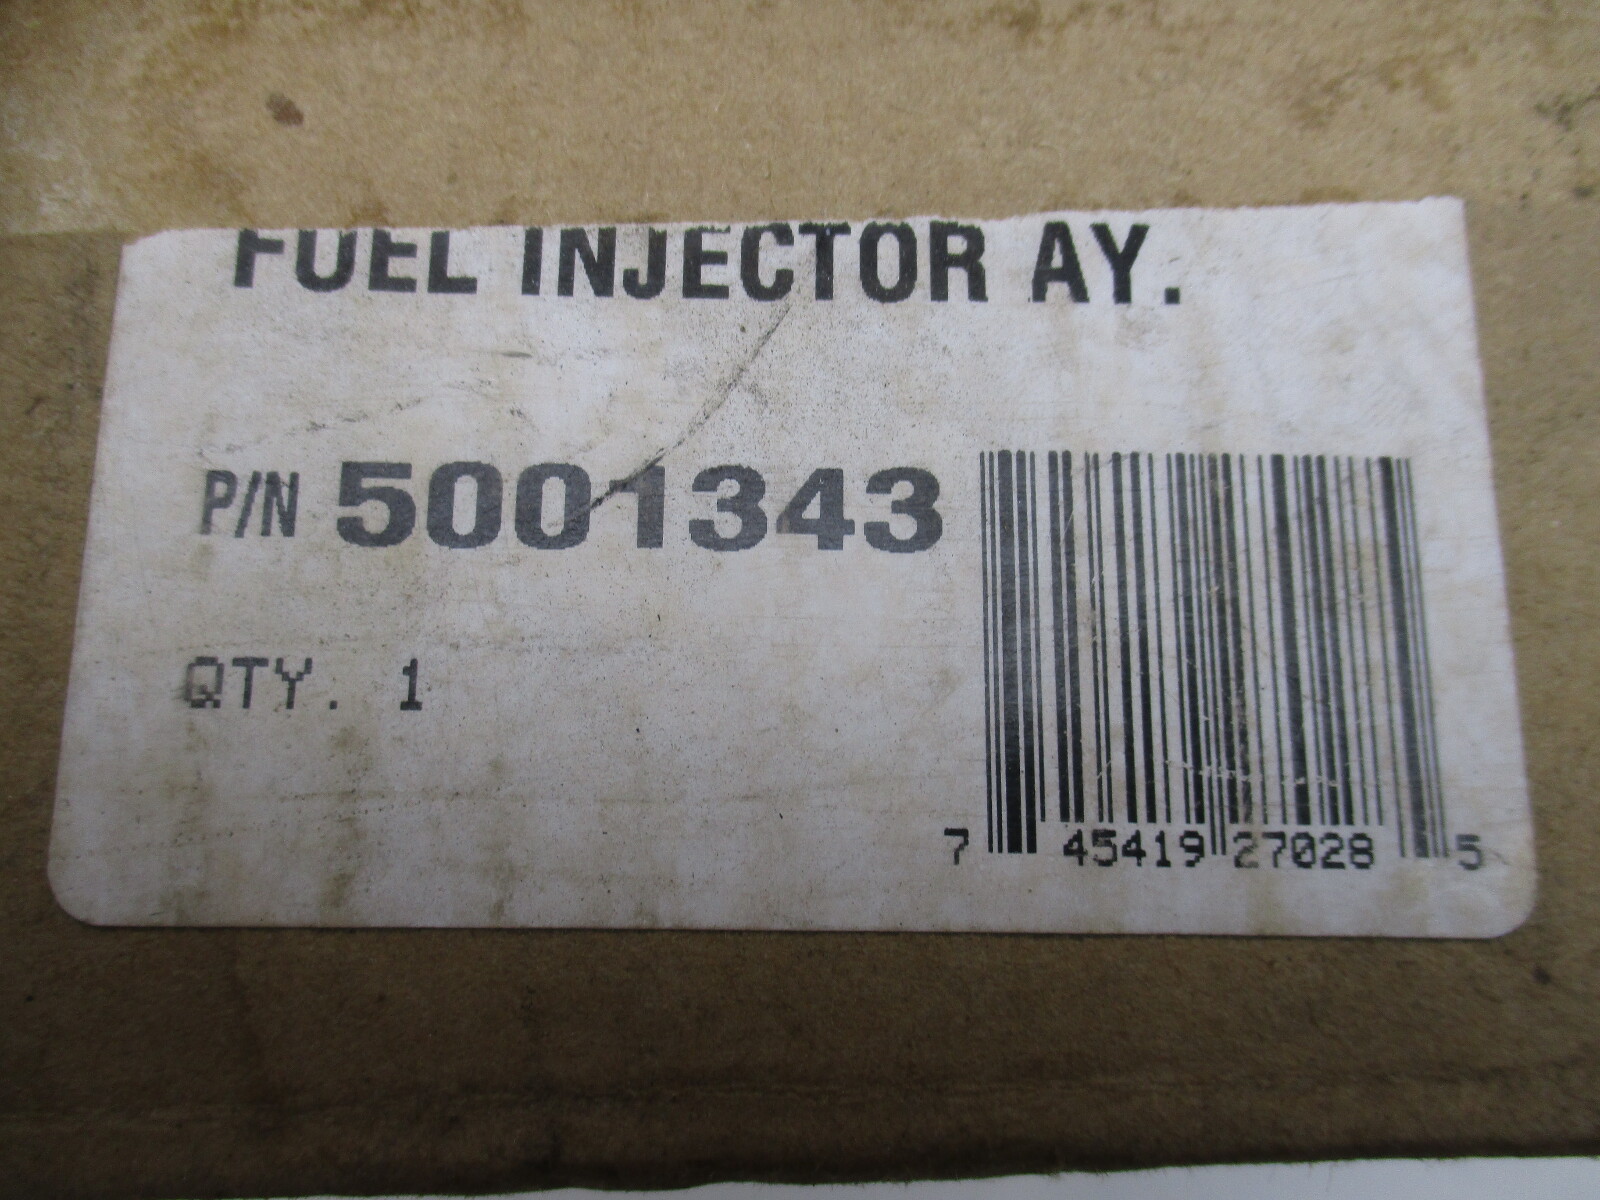 FUEL INJECTOR AY.
P/N 5001343
QTY. 1
7 45419 27028 5